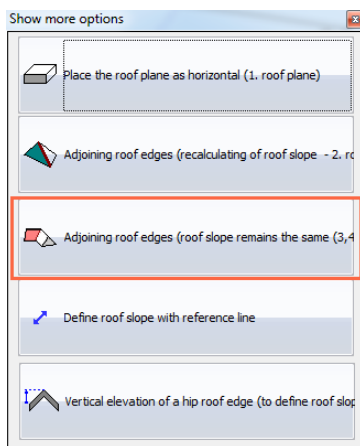 Show more options
Place the roof plane as horizontal (1. roof plane)
Adjoining roof edges (recalculating of roof slope - 2. ro
Adjoining roof edges (roof slope remains the same (3,4
Define roof slope with reference line
Vertical elevation of a hip roof edge (to define roof slop